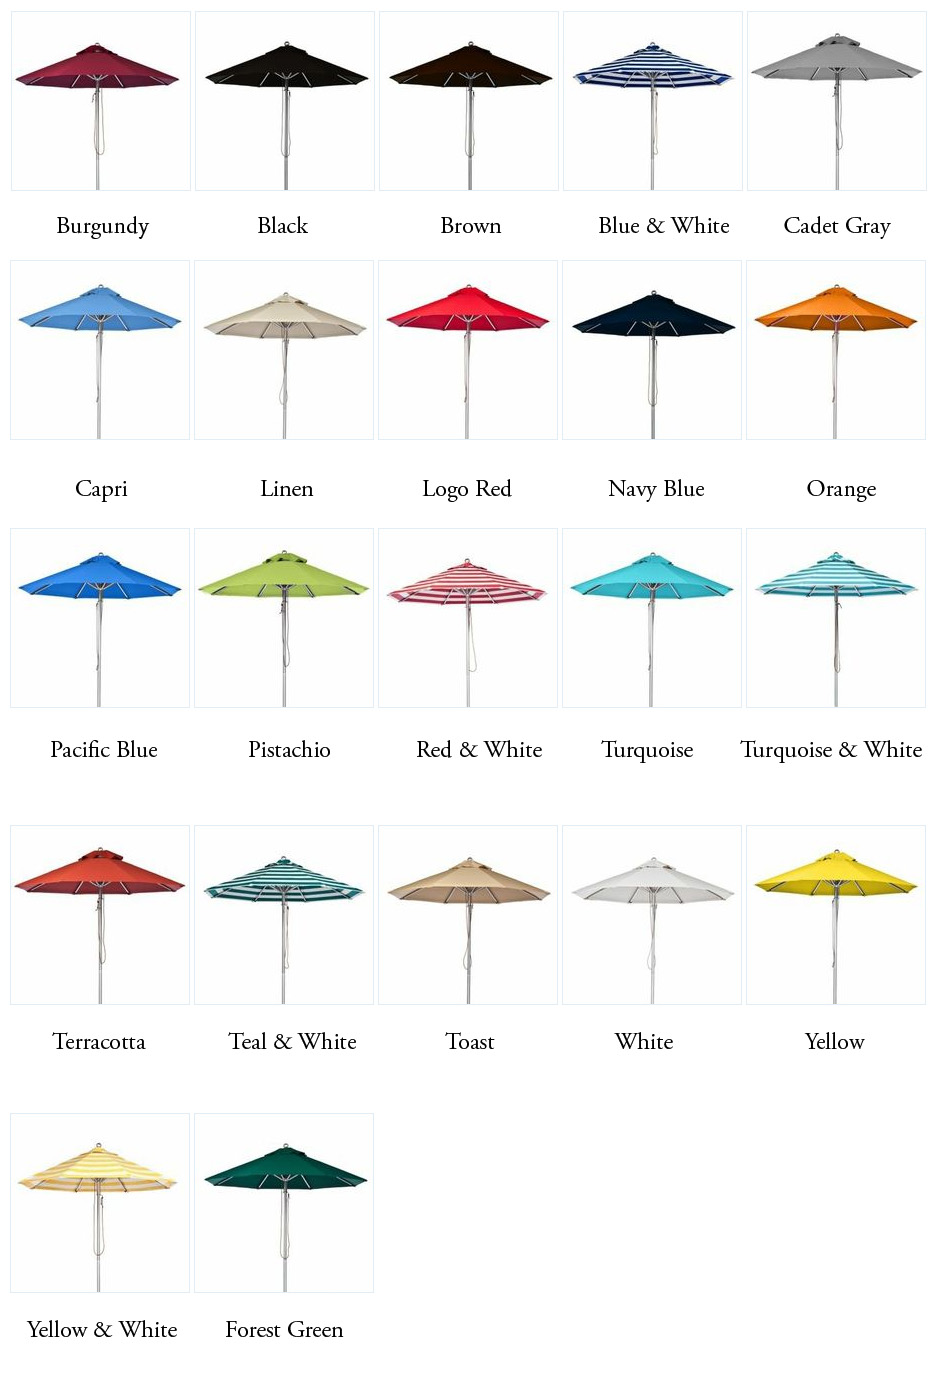 Burgundy
Black
Brown
Blue & White
Cadet Gray
Capri
Linen
Logo Red
Navy Blue
Orange
Pacific Blue
Pistachio
Red & White
Turquoise
Turquoise & White
Terracotta
Teal & White
Toast
White
Yellow
Yellow & White
Forest Green